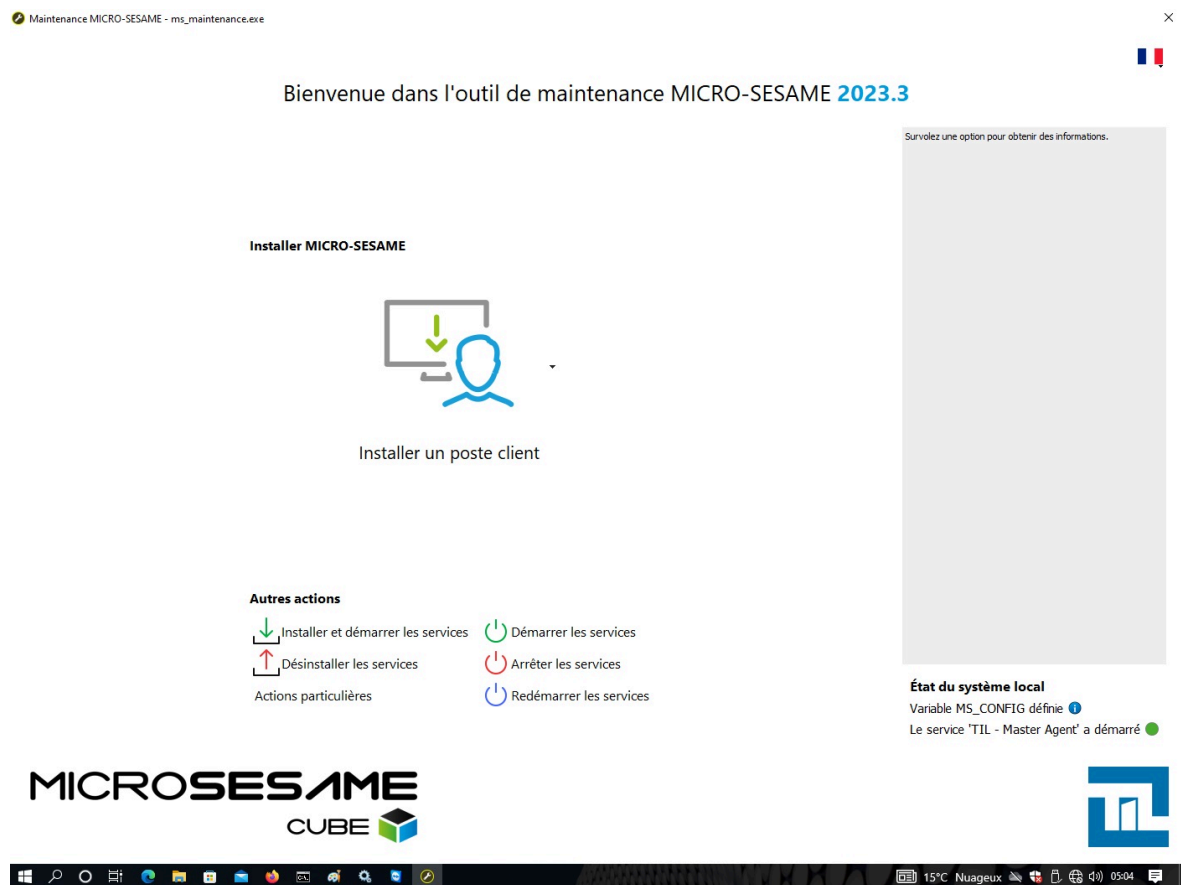 Maintenance MICRO-SESAME - ms_maintenance.exe
Bienvenue dans l'outil de maintenance MICRO-SESAME 2023.3
Survolez une option pour obtenir des informations.
Installer MICRO-SESAME
Installer un poste client
Autres actions
Installer et démarrer les services
Démarrer les services
Désinstaller les services
Arrêter les services
Actions particulières
Redémarrer les services
État du système local
Variable MS_CONFIG définie
Le service 'TIL - Master Agent' a démarré
MICROSESAME
CUBE
TIL
15°C Nuageux
05:04